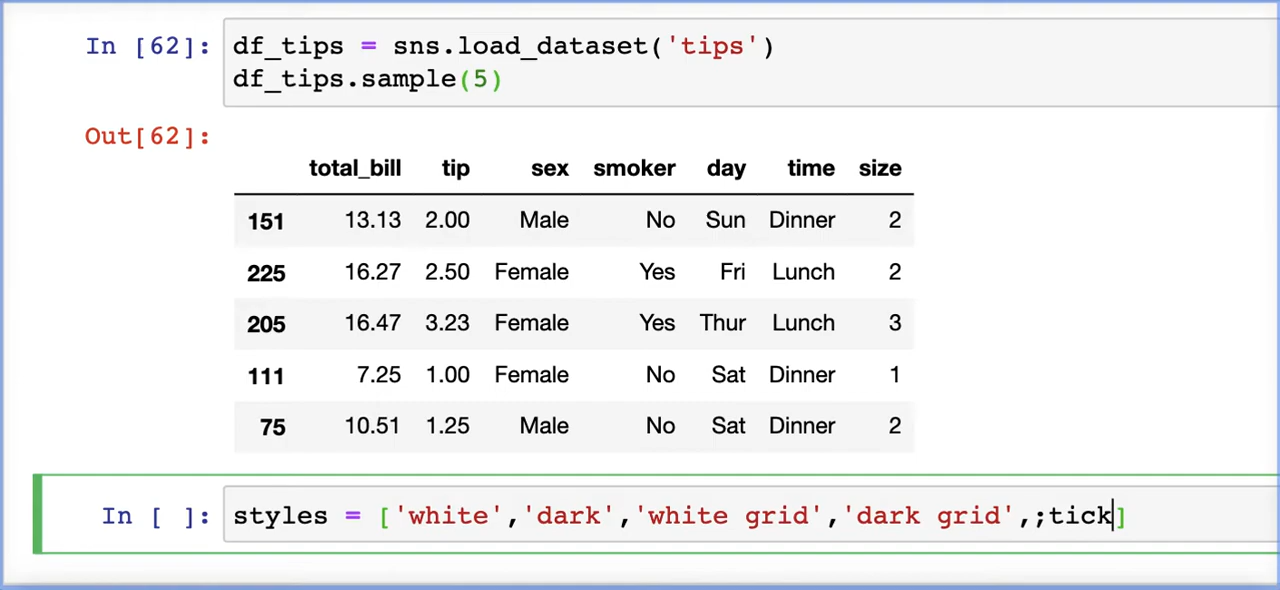 In [62]: df_tips = sns.load_dataset('tips')
df_tips.sample(5)
Out[62]:
total_bill tip sex smoker day time size
151 13.13 2.00 Male No Sun Dinner 2
225 16.27 2.50 Female Yes Fri Lunch 2
205 16.47 3.23 Female Yes Thur Lunch 3
111 7.25 1.00 Female No Sat Dinner 1
75 10.51 1.25 Male No Sat Dinner 2
In [ ]: styles = ['white','dark','white grid','dark grid',;tick]